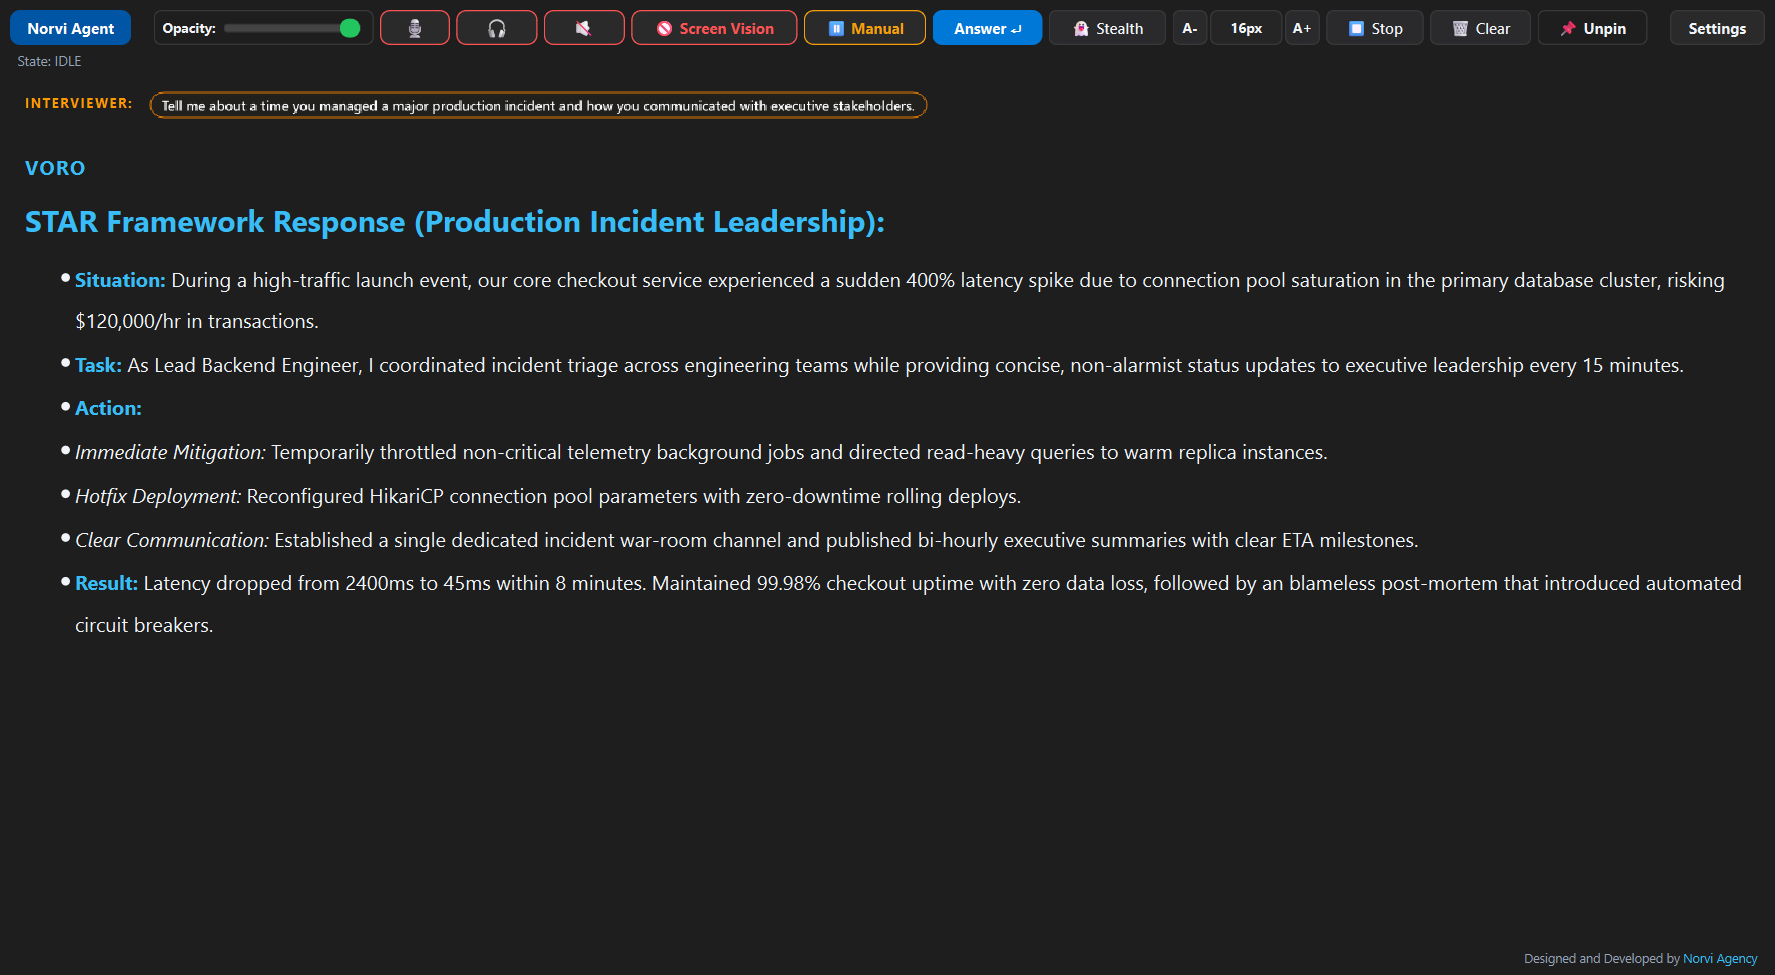 Norvi Agent Opacity: Screen Vision Manual Answer ↵ Stealth A- 16px A+ Stop Clear Unpin Settings
State: IDLE
INTERVIEWER: Tell me about a time you managed a major production incident and how you communicated with executive stakeholders.
VORO
STAR Framework Response (Production Incident Leadership):
• Situation: During a high-traffic launch event, our core checkout service experienced a sudden 400% latency spike due to connection pool saturation in the primary database cluster, risking
$120,000/hr in transactions.
• Task: As Lead Backend Engineer, I coordinated incident triage across engineering teams while providing concise, non-alarmist status updates to executive leadership every 15 minutes.
• Action:
• Immediate Mitigation: Temporarily throttled non-critical telemetry background jobs and directed read-heavy queries to warm replica instances.
• Hotfix Deployment: Reconfigured HikariCP connection pool parameters with zero-downtime rolling deploys.
• Clear Communication: Established a single dedicated incident war-room channel and published bi-hourly executive summaries with clear ETA milestones.
• Result: Latency dropped from 2400ms to 45ms within 8 minutes. Maintained 99.98% checkout uptime with zero data loss, followed by an blameless post-mortem that introduced automated
circuit breakers.
Designed and Developed by Norvi Agency